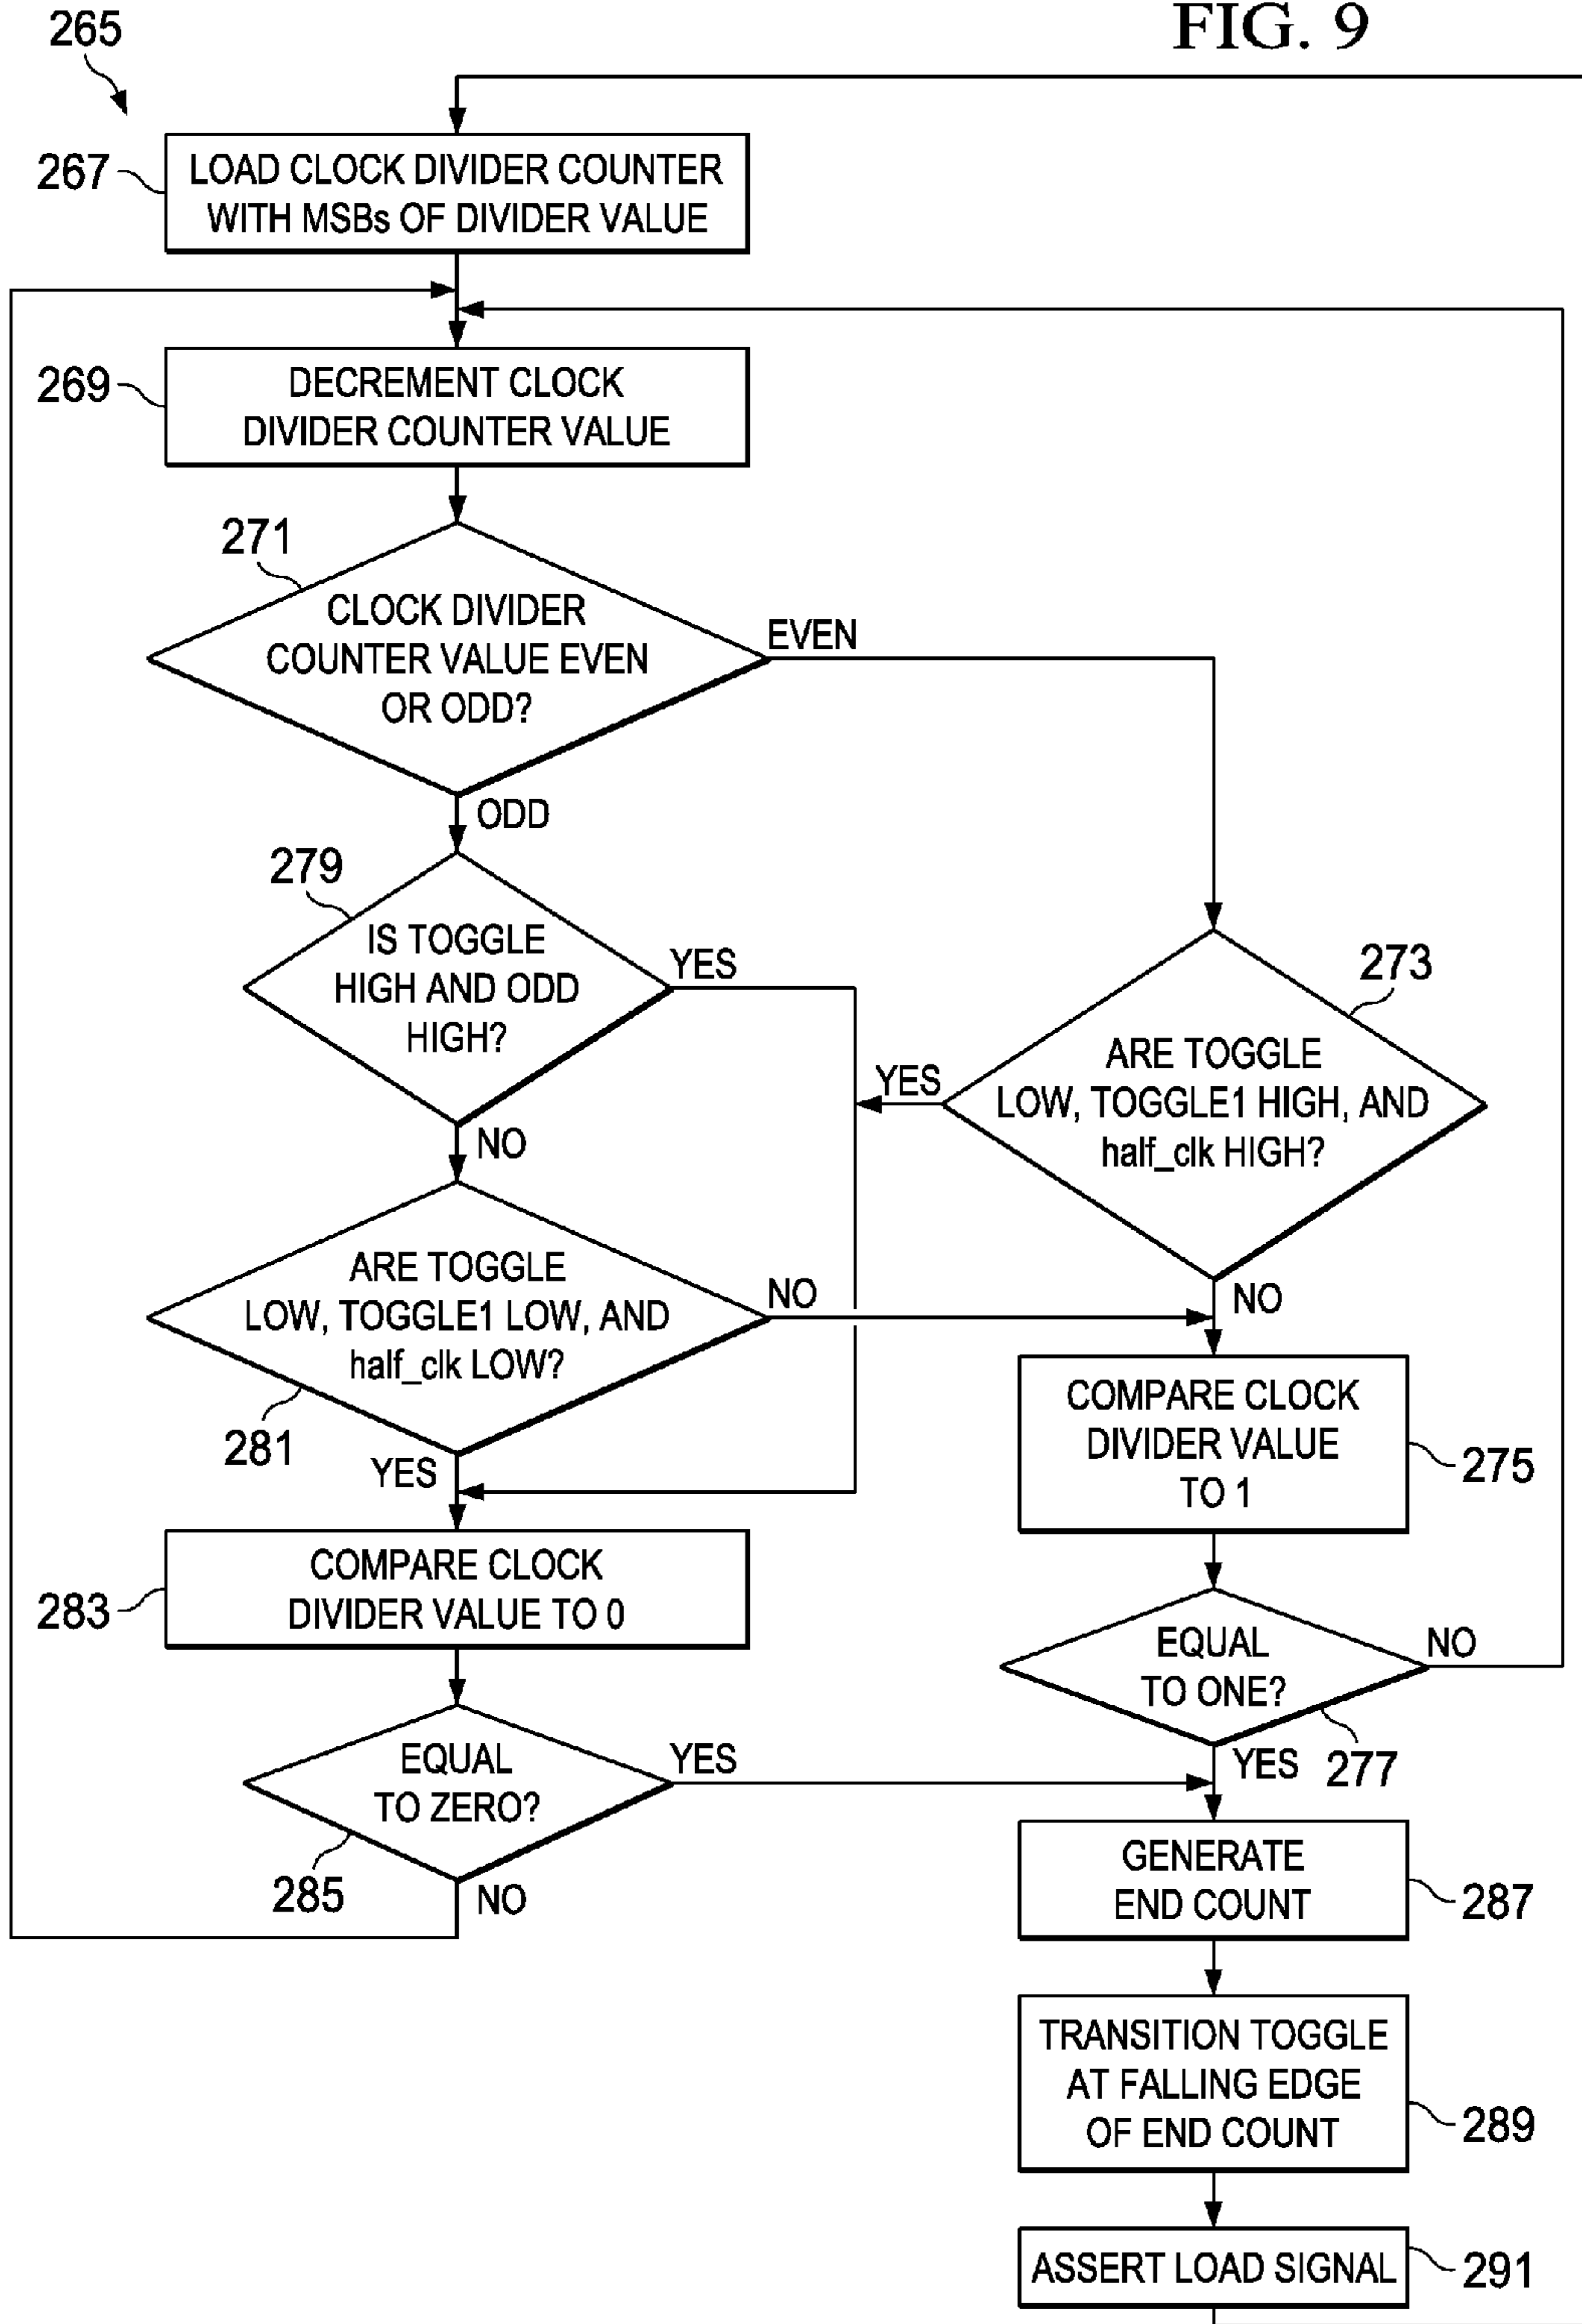 FIG. 9
265
267
LOAD CLOCK DIVIDER COUNTER
WITH MSBs OF DIVIDER VALUE
269
DECREMENT CLOCK
DIVIDER COUNTER VALUE
271
CLOCK DIVIDER
COUNTER VALUE EVEN
OR ODD?
EVEN
ODD
279
IS TOGGLE
HIGH AND ODD
HIGH?
YES
NO
273
ARE TOGGLE
LOW, TOGGLE1 HIGH, AND
half_clk HIGH?
YES
NO
ARE TOGGLE
LOW, TOGGLE1 LOW, AND
half_clk LOW?
NO
281
YES
COMPARE CLOCK
DIVIDER VALUE
TO 1
275
283
COMPARE CLOCK
DIVIDER VALUE TO 0
EQUAL
TO ONE?
NO
YES
277
EQUAL
TO ZERO?
YES
285
NO
GENERATE
END COUNT
287
TRANSITION TOGGLE
AT FALLING EDGE
OF END COUNT
289
ASSERT LOAD SIGNAL
291